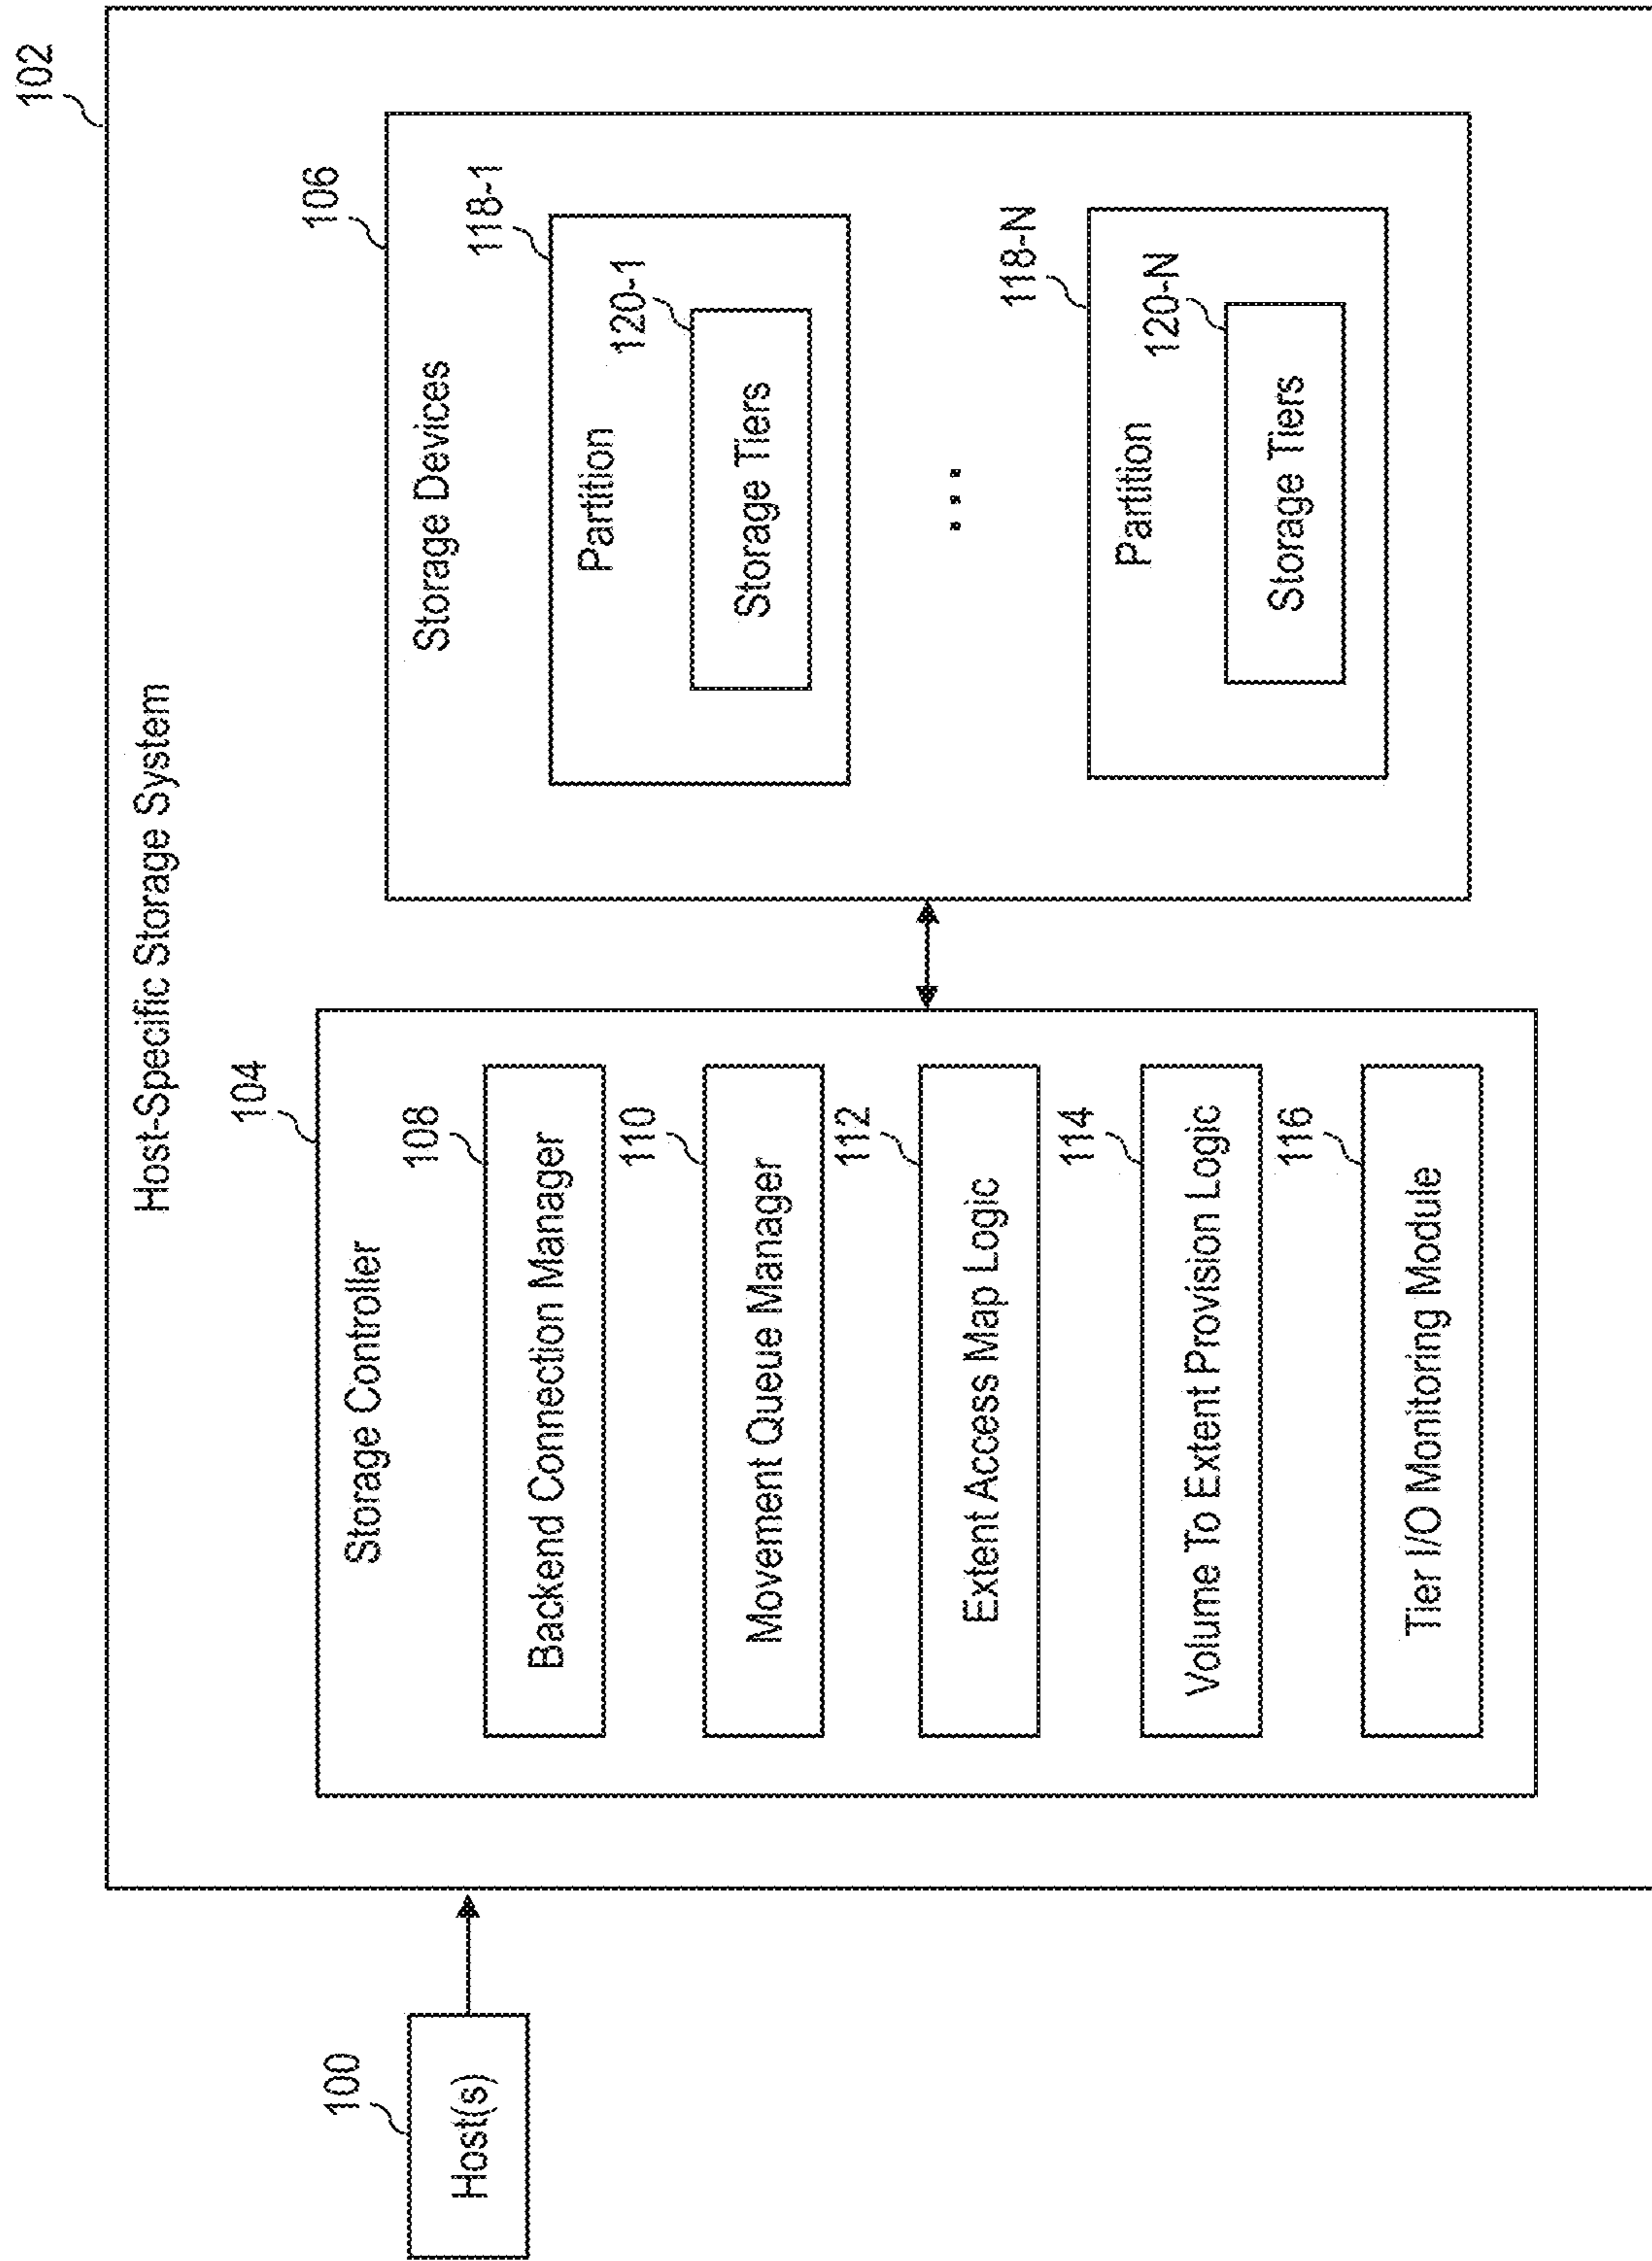 102
Host-Specific Storage System
100
Host(s)
104
Storage Controller
108
Backend Connection Manager
110
Movement Queue Manager
112
Extent Access Map Logic
114
Volume To Extent Provision Logic
116
Tier I/O Monitoring Module
106
Storage Devices
118-1
Partition
120-1
Storage Tiers
...
118-N
Partition
120-N
Storage Tiers